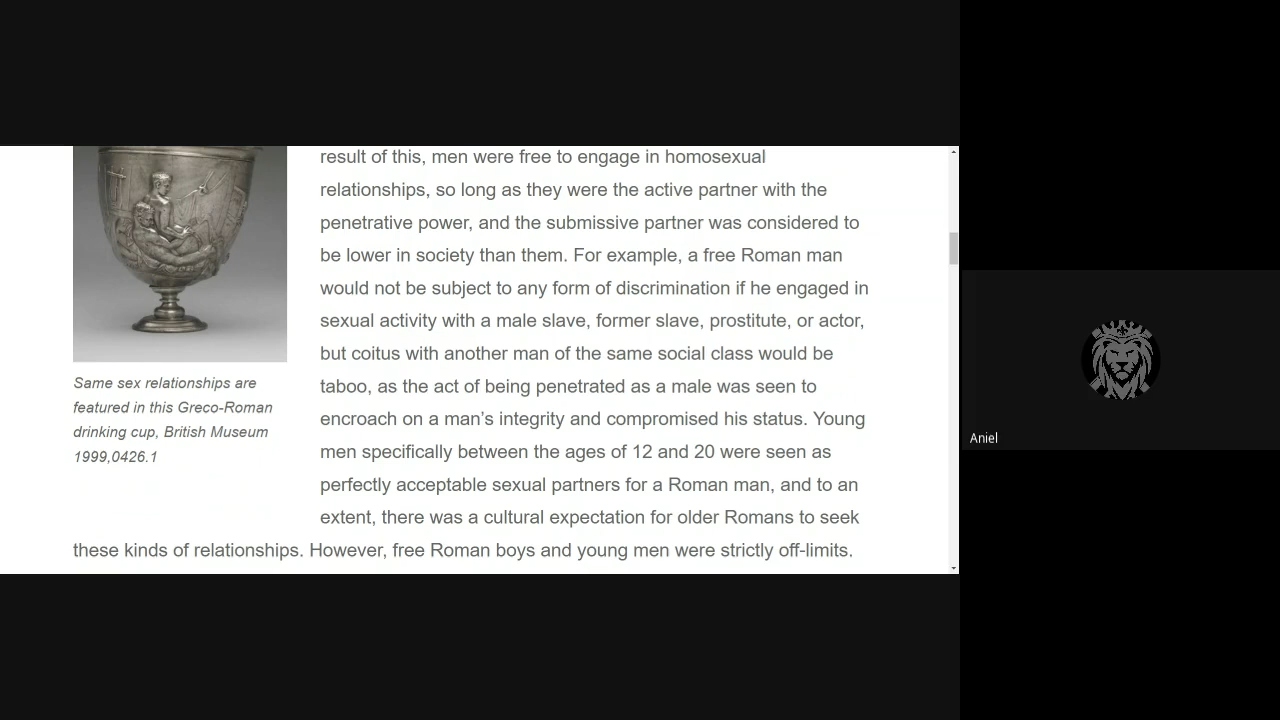 result of this, men were free to engage in homosexual
relationships, so long as they were the active partner with the
penetrative power, and the submissive partner was considered to
be lower in society than them. For example, a free Roman man
would not be subject to any form of discrimination if he engaged in
sexual activity with a male slave, former slave, prostitute, or actor,
but coitus with another man of the same social class would be
taboo, as the act of being penetrated as a male was seen to
encroach on a man’s integrity and compromised his status. Young
men specifically between the ages of 12 and 20 were seen as
perfectly acceptable sexual partners for a Roman man, and to an
extent, there was a cultural expectation for older Romans to seek
these kinds of relationships. However, free Roman boys and young men were strictly off-limits.
Same sex relationships are
featured in this Greco-Roman
drinking cup, British Museum
1999,0426.1
Aniel